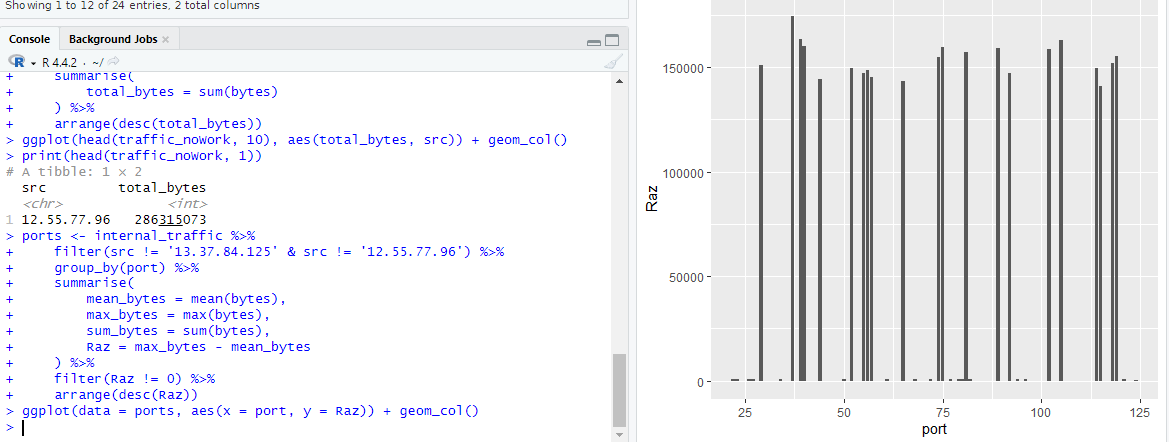 Showing 1 to 12 of 24 entries, 2 total columns
Console Background Jobs
R 4.4.2 · ~/
+ summarise(
+ total_bytes = sum(bytes)
+ ) %>%
+ arrange(desc(total_bytes))
> ggplot(head(traffic_noWork, 10), aes(total_bytes, src)) + geom_col()
> print(head(traffic_noWork, 1))
# A tibble: 1 × 2
src total_bytes
<chr> <int>
1 12.55.77.96 286315073
> ports <- internal_traffic %>%
+ filter(src != '13.37.84.125' & src != '12.55.77.96') %>%
+ group_by(port) %>%
+ summarise(
+ mean_bytes = mean(bytes),
+ max_bytes = max(bytes),
+ sum_bytes = sum(bytes),
+ Raz = max_bytes - mean_bytes
+ ) %>%
+ filter(Raz != 0) %>%
+ arrange(desc(Raz))
> ggplot(data = ports, aes(x = port, y = Raz)) + geom_col()
>
Raz
150000
100000
50000
0
25 50 75 100 125
port